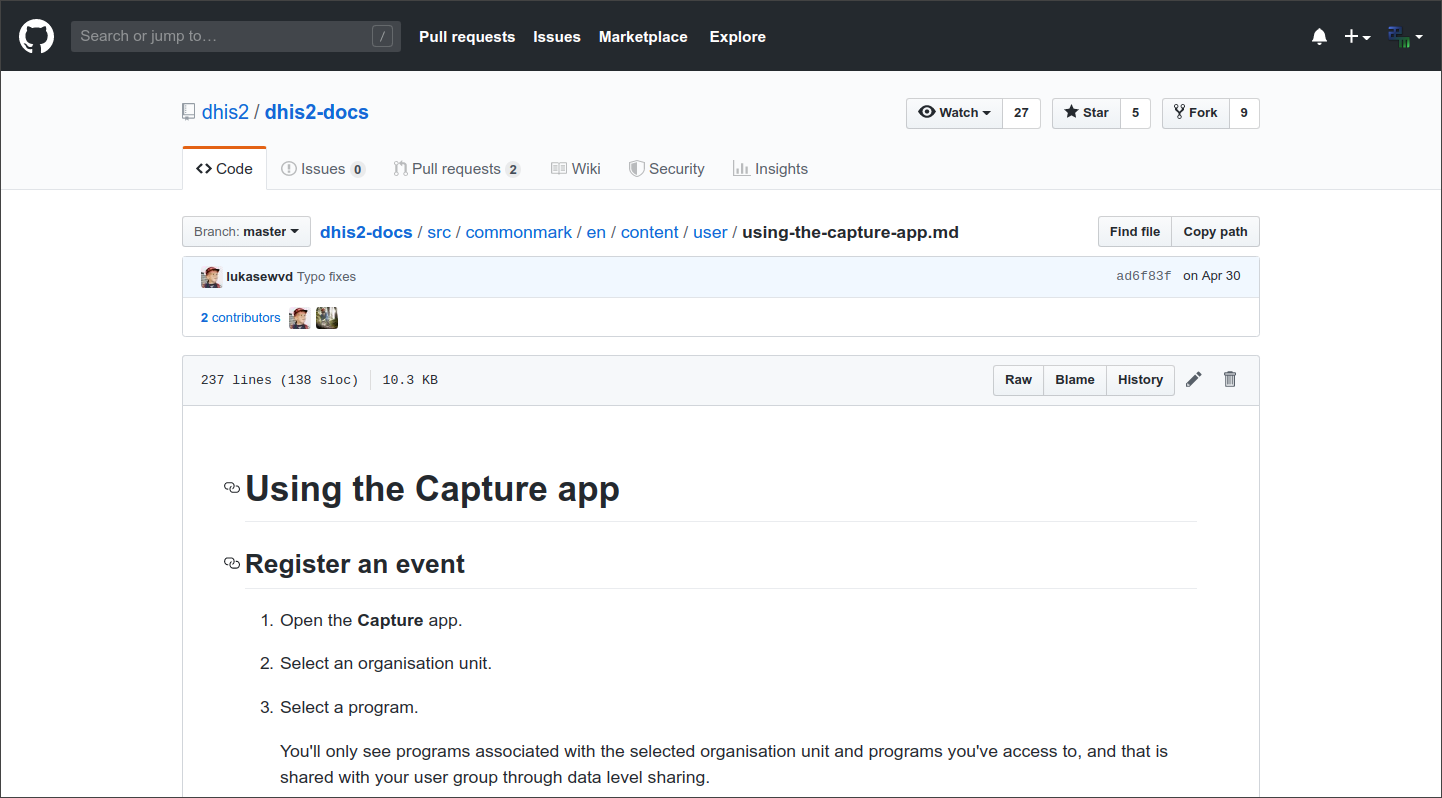 Search or jump to… / Pull requests Issues Marketplace Explore
dhis2 / dhis2-docs Watch 27 Star 5 Fork 9
Code Issues 0 Pull requests 2 Wiki Security Insights
Branch: master dhis2-docs / src / commonmark / en / content / user / using-the-capture-app.md Find file Copy path
lukasewvd Typo fixes ad6f83f on Apr 30
2 contributors
237 lines (138 sloc) 10.3 KB Raw Blame History
Using the Capture app
Register an event
1. Open the Capture app.
2. Select an organisation unit.
3. Select a program.
You'll only see programs associated with the selected organisation unit and programs you've access to, and that is
shared with your user group through data level sharing.